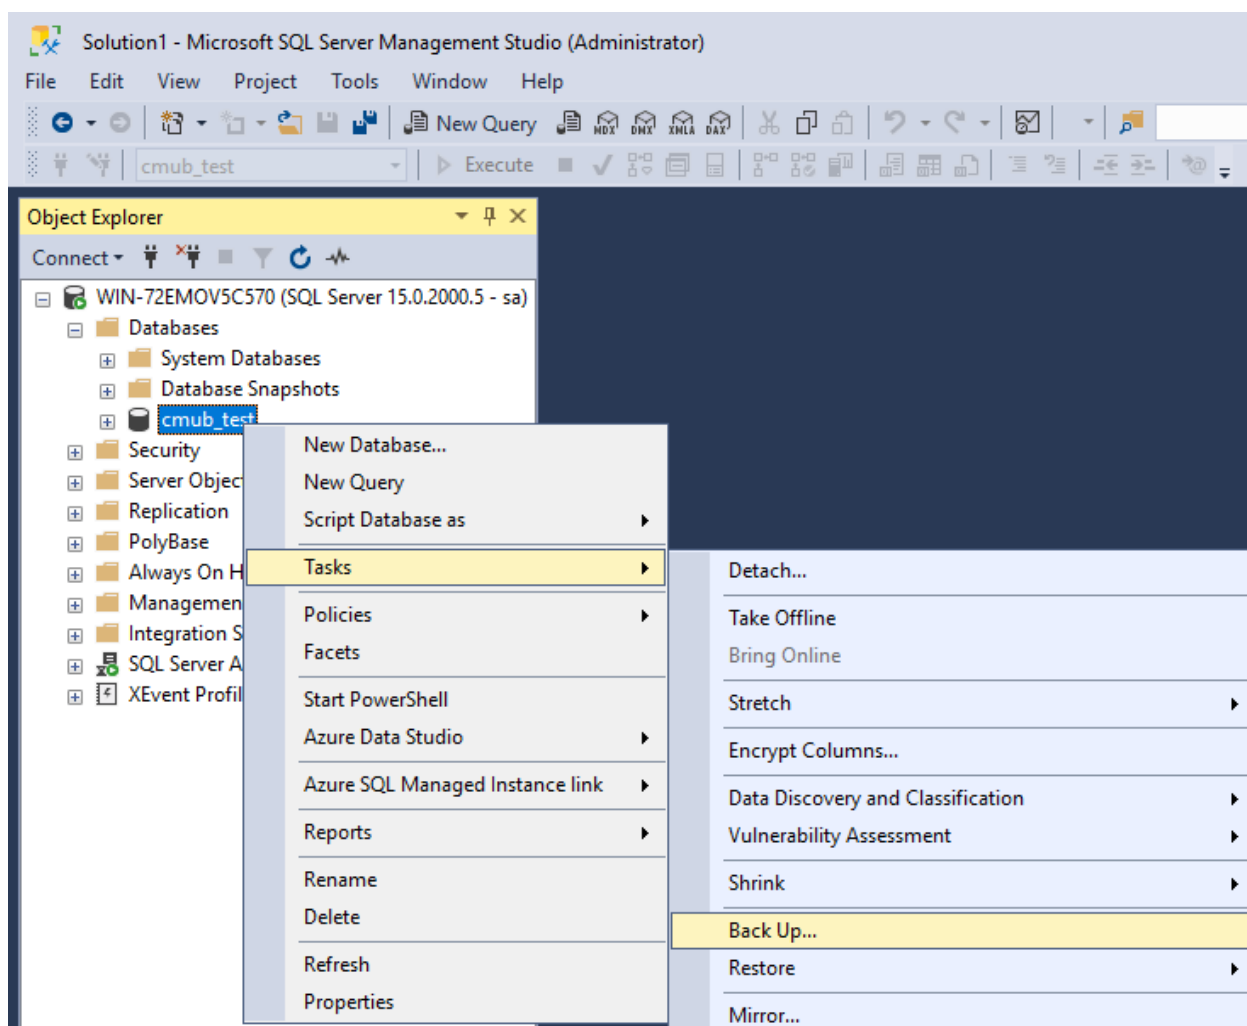 Solution1 - Microsoft SQL Server Management Studio (Administrator)
File Edit View Project Tools Window Help
New Query MDX DMX XMLA DAX
cmub_test Execute
Object Explorer
Connect
WIN-72EMOV5C570 (SQL Server 15.0.2000.5 - sa)
Databases
System Databases
Database Snapshots
cmub_test
Security
Server Objec
Replication
PolyBase
Always On H
Managemen
Integration S
SQL Server A
XEvent Profil
New Database...
New Query
Script Database as
Tasks
Policies
Facets
Start PowerShell
Azure Data Studio
Azure SQL Managed Instance link
Reports
Rename
Delete
Refresh
Properties
Detach...
Take Offline
Bring Online
Stretch
Encrypt Columns...
Data Discovery and Classification
Vulnerability Assessment
Shrink
Back Up...
Restore
Mirror...